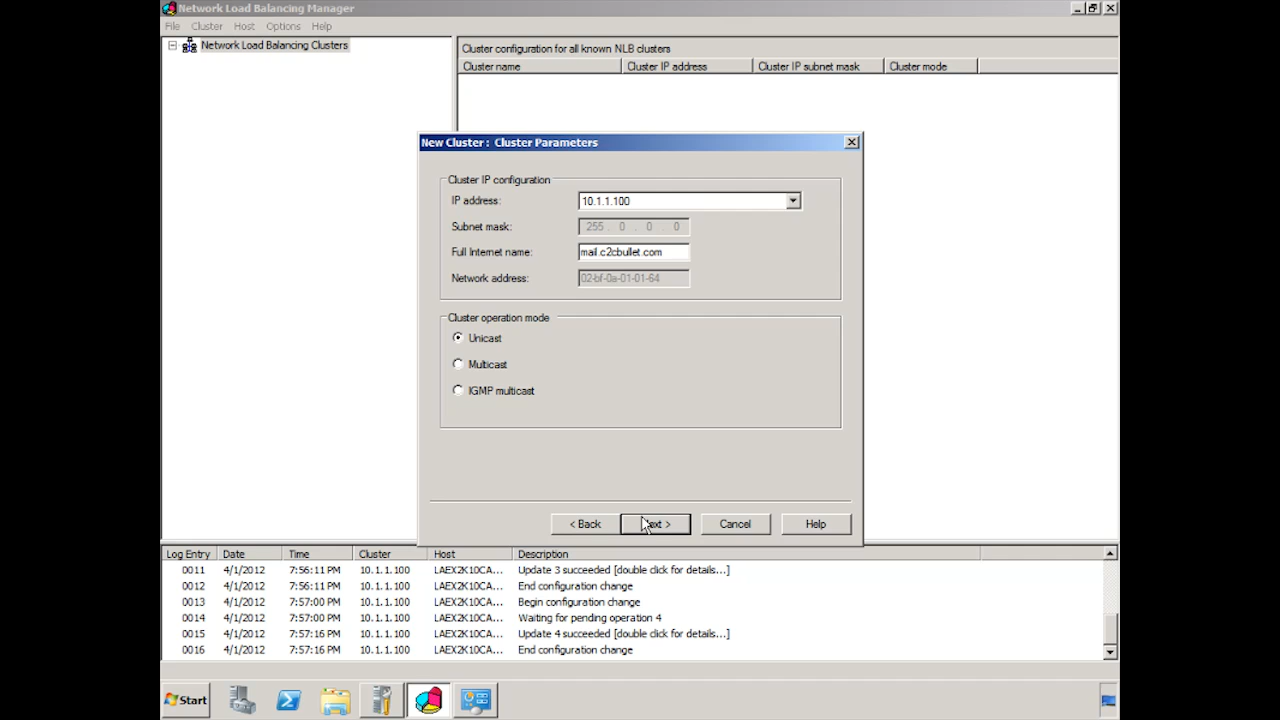 Network Load Balancing Manager
File Cluster Host Options Help
Network Load Balancing Clusters
Cluster configuration for all known NLB clusters
Cluster name Cluster IP address Cluster IP subnet mask Cluster mode
New Cluster : Cluster Parameters
Cluster IP configuration
IP address: 10.1.1.100
Subnet mask: 255 . 0 . 0 . 0
Full Internet name: mail.c2cbullet.com
Network address: 02-bf-0a-01-01-64
Cluster operation mode
Unicast
Multicast
IGMP multicast
< Back Next > Cancel Help
Log Entry Date Time Cluster Host Description
0011 4/1/2012 7:56:11 PM 10.1.1.100 LAEX2K10CA... Update 3 succeeded [double click for details...]
0012 4/1/2012 7:56:11 PM 10.1.1.100 LAEX2K10CA... End configuration change
0013 4/1/2012 7:57:00 PM 10.1.1.100 LAEX2K10CA... Begin configuration change
0014 4/1/2012 7:57:00 PM 10.1.1.100 LAEX2K10CA... Waiting for pending operation 4
0015 4/1/2012 7:57:16 PM 10.1.1.100 LAEX2K10CA... Update 4 succeeded [double click for details...]
0016 4/1/2012 7:57:16 PM 10.1.1.100 LAEX2K10CA... End configuration change
Start